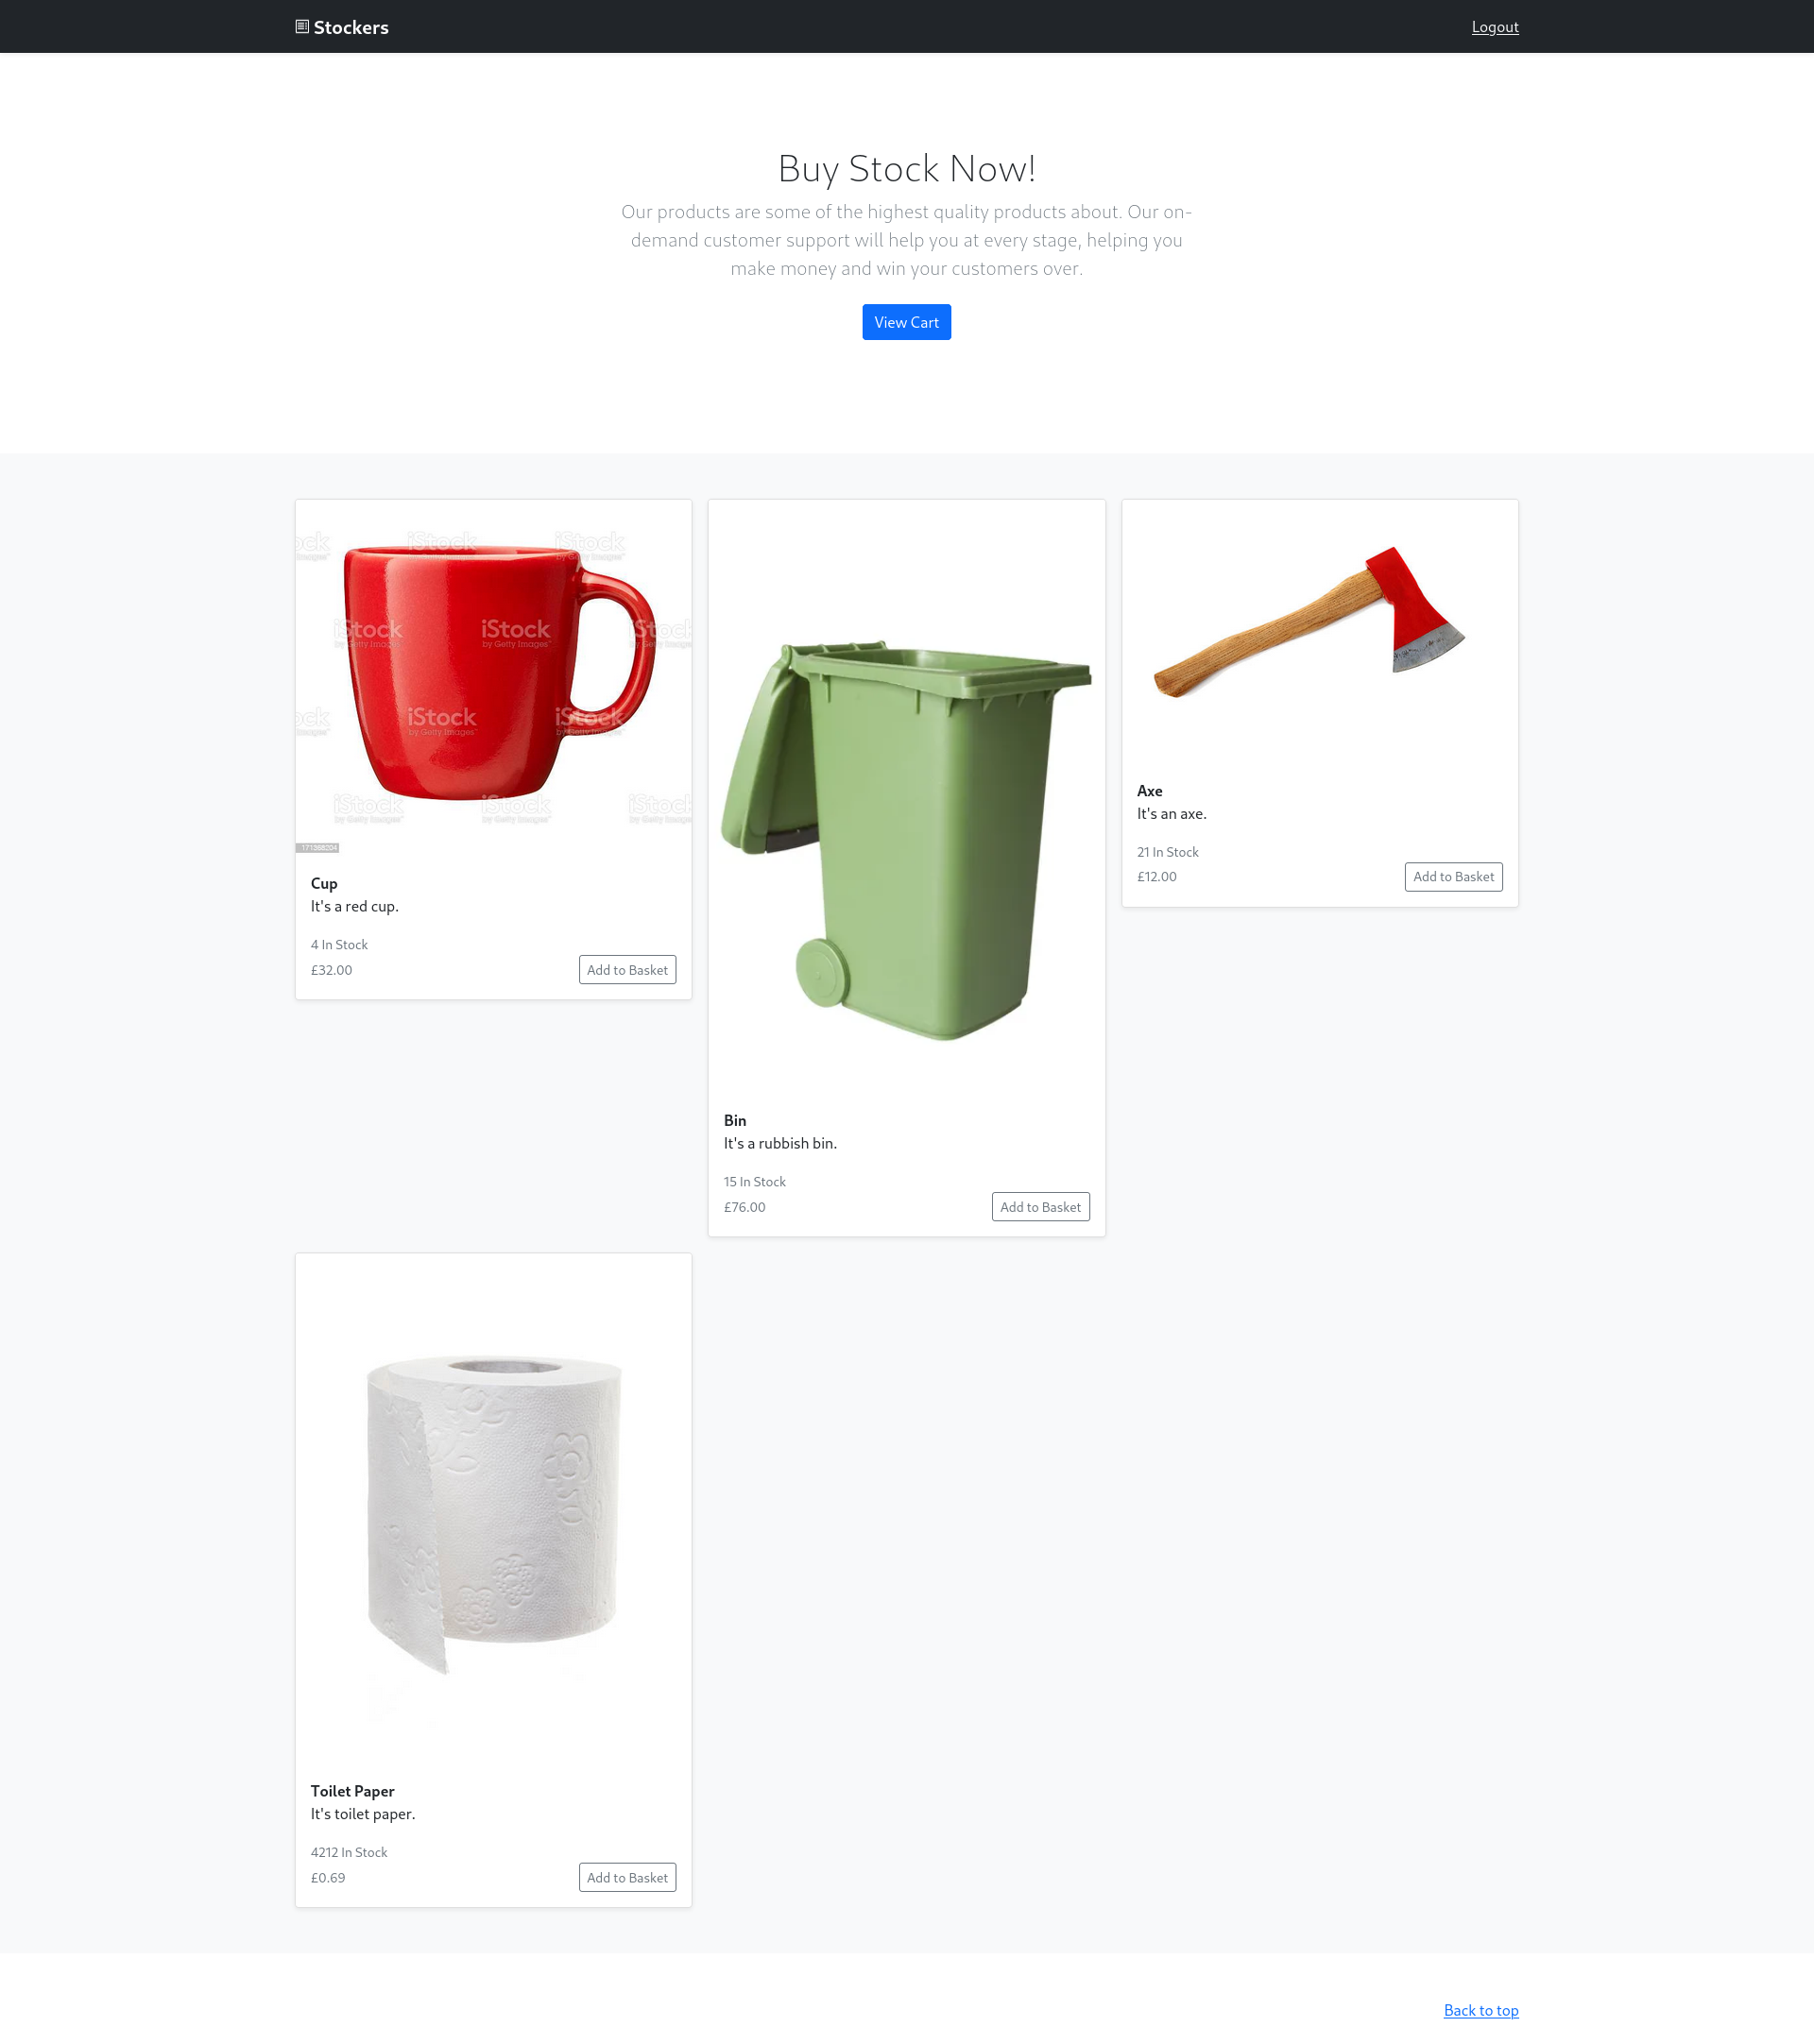 Stockers
Logout
Buy Stock Now!
Our products are some of the highest quality products about. Our on-
demand customer support will help you at every stage, helping you
make money and win your customers over.
View Cart
iStock
by Getty Images
171368204
Cup
It's a red cup.
4 In Stock
£32.00
Add to Basket
Bin
It's a rubbish bin.
15 In Stock
£76.00
Add to Basket
Axe
It's an axe.
21 In Stock
£12.00
Add to Basket
Toilet Paper
It's toilet paper.
4212 In Stock
£0.69
Add to Basket
Back to top